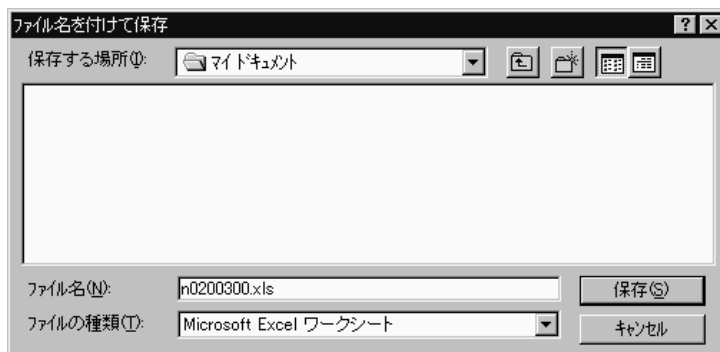 ファイル名を付けて保存
保存する場所(I):
マイ ドキュメント
ファイル名(N):
n0200300.xls
保存(S)
ファイルの種類(T):
Microsoft Excel ワークシート
キャンセル